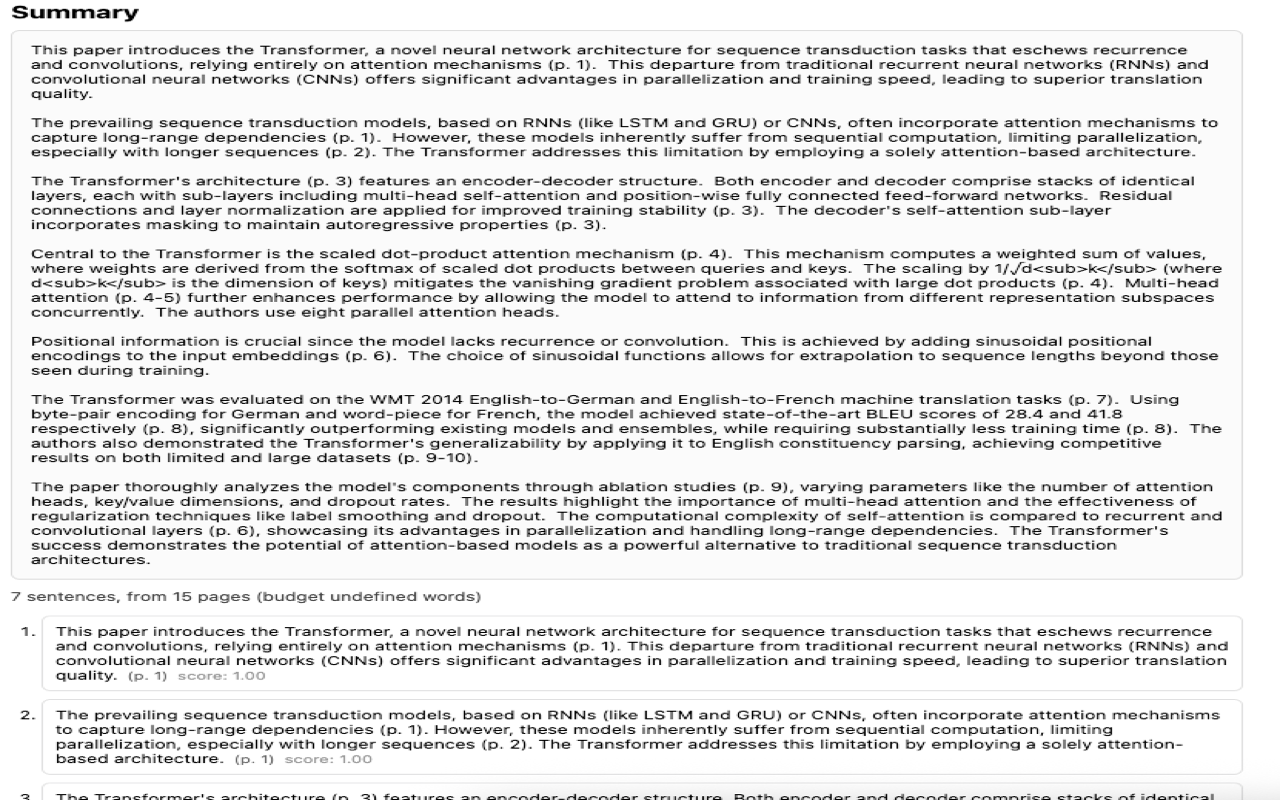 Summary
This paper introduces the Transformer, a novel neural network architecture for sequence transduction tasks that eschews recurrence
and convolutions, relying entirely on attention mechanisms (p. 1).  This departure from traditional recurrent neural networks (RNNs) and
convolutional neural networks (CNNs) offers significant advantages in parallelization and training speed, leading to superior translation
quality.
The prevailing sequence transduction models, based on RNNs (like LSTM and GRU) or CNNs, often incorporate attention mechanisms to
capture long-range dependencies (p. 1).  However, these models inherently suffer from sequential computation, limiting parallelization,
especially with longer sequences (p. 2). The Transformer addresses this limitation by employing a solely attention-based architecture.
The Transformer's architecture (p. 3) features an encoder-decoder structure.  Both encoder and decoder comprise stacks of identical
layers, each with sub-layers including multi-head self-attention and position-wise fully connected feed-forward networks.  Residual
connections and layer normalization are applied for improved training stability (p. 3).  The decoder's self-attention sub-layer
incorporates masking to maintain autoregressive properties (p. 3).
Central to the Transformer is the scaled dot-product attention mechanism (p. 4).  This mechanism computes a weighted sum of values,
where weights are derived from the softmax of scaled dot products between queries and keys.  The scaling by 1/√d<sub>k</sub> (where
d<sub>k</sub> is the dimension of keys) mitigates the vanishing gradient problem associated with large dot products (p. 4).  Multi-head
attention (p. 4-5) further enhances performance by allowing the model to attend to information from different representation subspaces
concurrently.  The authors use eight parallel attention heads.
Positional information is crucial since the model lacks recurrence or convolution.  This is achieved by adding sinusoidal positional
encodings to the input embeddings (p. 6).  The choice of sinusoidal functions allows for extrapolation to sequence lengths beyond those
seen during training.
The Transformer was evaluated on the WMT 2014 English-to-German and English-to-French machine translation tasks (p. 7).  Using
byte-pair encoding for German and word-piece for French, the model achieved state-of-the-art BLEU scores of 28.4 and 41.8
respectively (p. 8), significantly outperforming existing models and ensembles, while requiring substantially less training time (p. 8).  The
authors also demonstrated the Transformer's generalizability by applying it to English constituency parsing, achieving competitive
results on both limited and large datasets (p. 9-10).
The paper thoroughly analyzes the model's components through ablation studies (p. 9), varying parameters like the number of attention
heads, key/value dimensions, and dropout rates.  The results highlight the importance of multi-head attention and the effectiveness of
regularization techniques like label smoothing and dropout.  The computational complexity of self-attention is compared to recurrent and
convolutional layers (p. 6), showcasing its advantages in parallelization and handling long-range dependencies.  The Transformer's
success demonstrates the potential of attention-based models as a powerful alternative to traditional sequence transduction
architectures.
7 sentences, from 15 pages (budget undefined words)
1. This paper introduces the Transformer, a novel neural network architecture for sequence transduction tasks that eschews recurrence
and convolutions, relying entirely on attention mechanisms (p. 1). This departure from traditional recurrent neural networks (RNNs) and
convolutional neural networks (CNNs) offers significant advantages in parallelization and training speed, leading to superior translation
quality. (p. 1) score: 1.00
2. The prevailing sequence transduction models, based on RNNs (like LSTM and GRU) or CNNs, often incorporate attention mechanisms
to capture long-range dependencies (p. 1). However, these models inherently suffer from sequential computation, limiting
parallelization, especially with longer sequences (p. 2). The Transformer addresses this limitation by employing a solely attention-
based architecture. (p. 1) score: 1.00
3. The Transformer's architecture (p. 3) features an encoder-decoder structure. Both encoder and decoder comprise stacks of identical